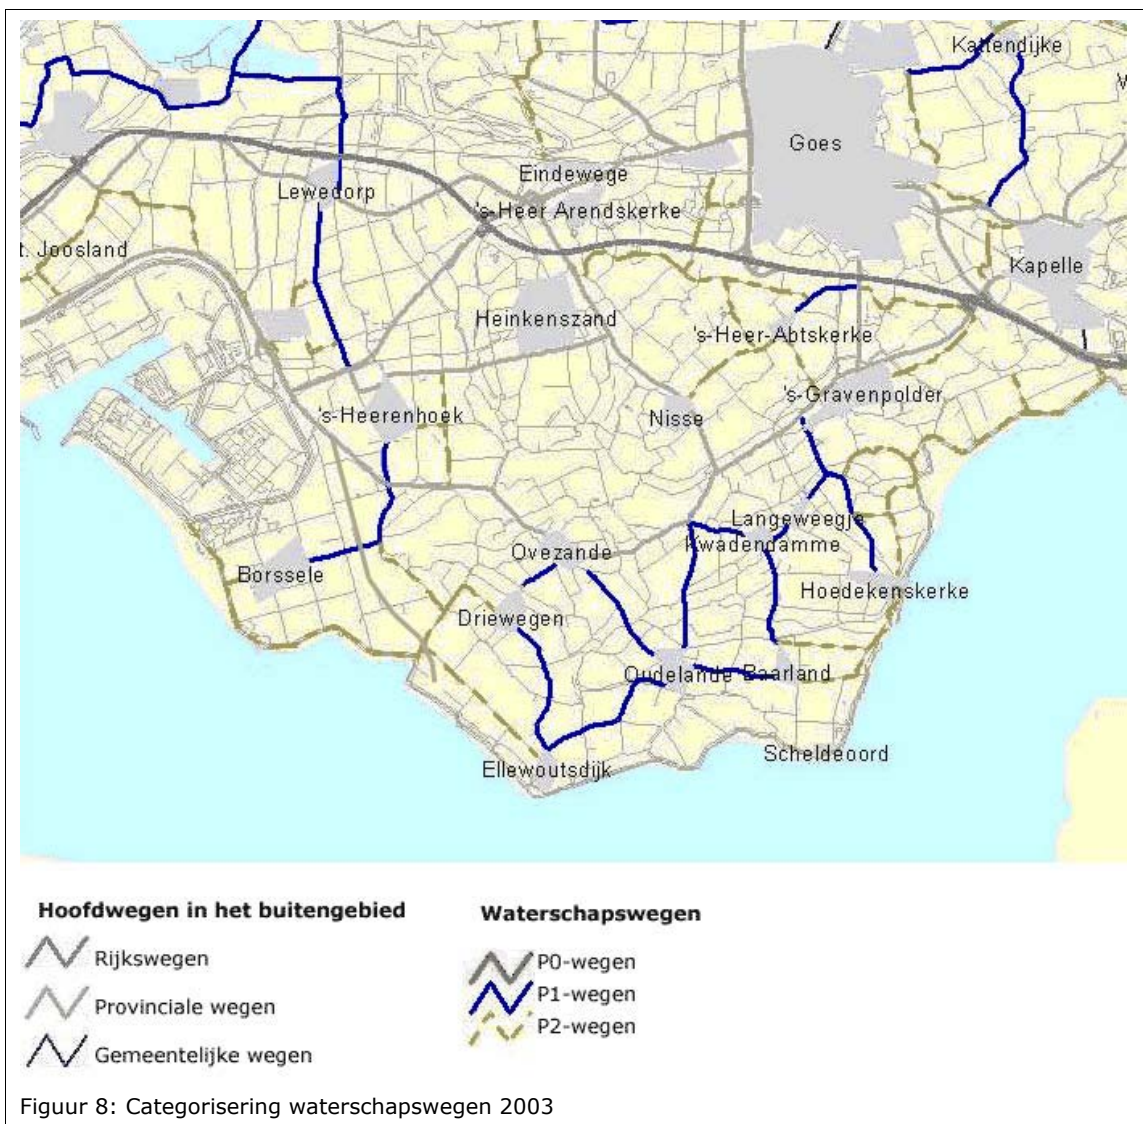 Kattendijke
Goes
Eindewege
Lewedorp
's-Heer Arendskerke
t. Joosland
Kapelle
Heinkenszand
's-Heer-Abtskerke
's-Gravenpolder
's-Heerenhoek
Nisse
Langeweegje
Kwadendamme
Ovezande
Borssele
Hoedekenskerke
Driewegen
Oudelande
Baarland
Scheldeoord
Ellewoutsdijk
Hoofdwegen in het buitengebied
Rijkswegen
Provinciale wegen
Gemeentelijke wegen
Waterschapswegen
P0-wegen
P1-wegen
P2-wegen
Figuur 8: Categorisering waterschapswegen 2003